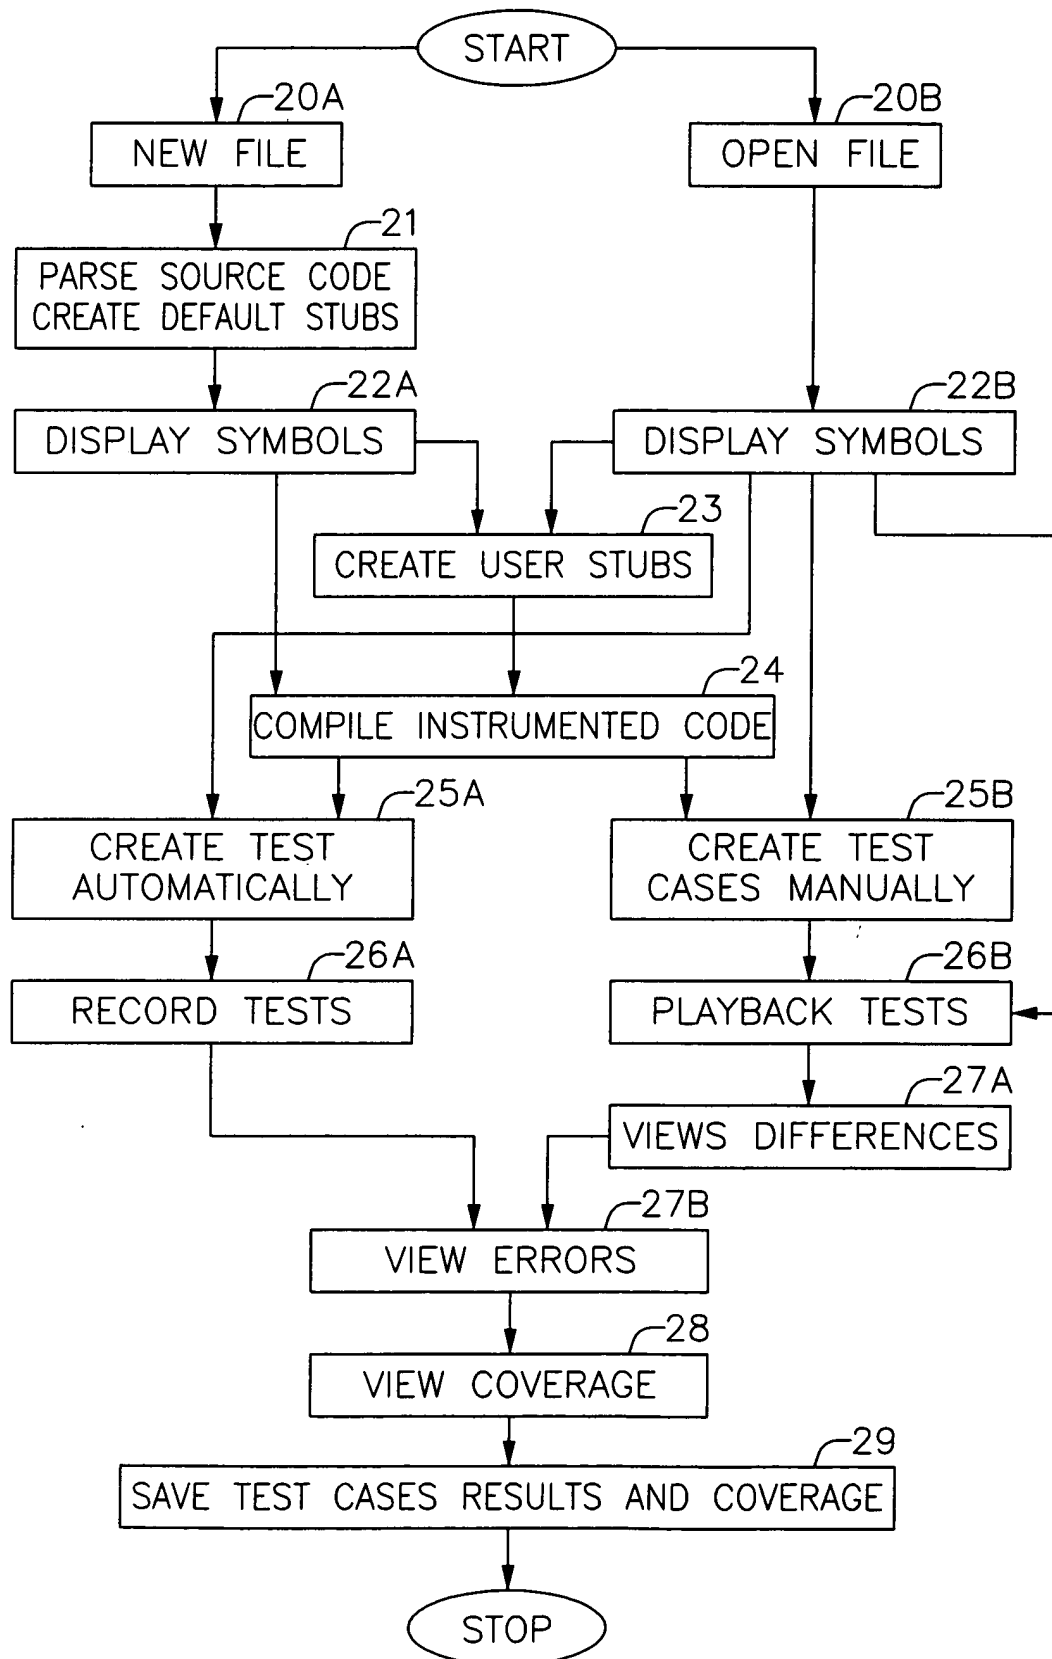 START
20A
NEW FILE
20B
OPEN FILE
21
PARSE SOURCE CODE
CREATE DEFAULT STUBS
22A
DISPLAY SYMBOLS
22B
DISPLAY SYMBOLS
23
CREATE USER STUBS
24
COMPILE INSTRUMENTED CODE
25A
CREATE TEST
AUTOMATICALLY
25B
CREATE TEST
CASES MANUALLY
26A
RECORD TESTS
26B
PLAYBACK TESTS
27A
VIEWS DIFFERENCES
27B
VIEW ERRORS
28
VIEW COVERAGE
29
SAVE TEST CASES RESULTS AND COVERAGE
STOP